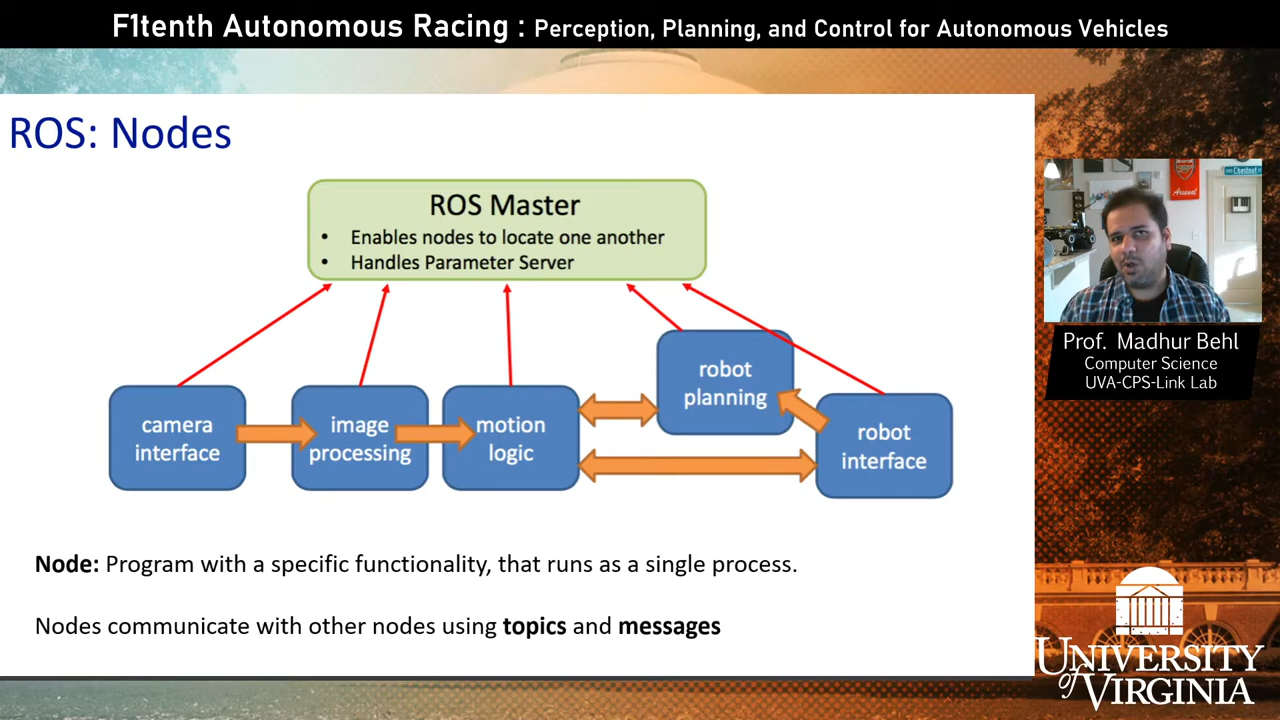 F1tenth Autonomous Racing : Perception, Planning, and Control for Autonomous Vehicles
ROS: Nodes
ROS Master
• Enables nodes to locate one another
• Handles Parameter Server
camera
interface
image
processing
motion
logic
robot
planning
robot
interface
Node: Program with a specific functionality, that runs as a single process.
Nodes communicate with other nodes using topics and messages
Arsenal
Chestnut
Prof. Madhur Behl
Computer Science
UVA-CPS-Link Lab
UNIVERSITY
of VIRGINIA